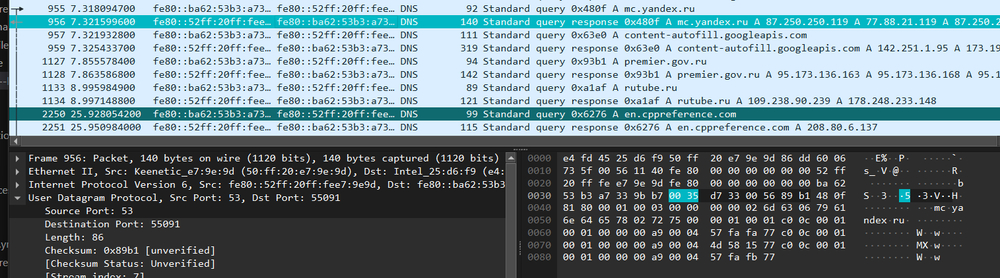 955 7.318094700 fe80::ba62:53b3:a73… fe80::52ff:20ff:fee… DNS 92 Standard query 0x480f A mc.yandex.ru
956 7.321599600 fe80::52ff:20ff:fee… fe80::ba62:53b3:a73… DNS 140 Standard query response 0x480f A mc.yandex.ru A 87.250.250.119 A 77.88.21.119 A 87.250.2
957 7.321932800 fe80::ba62:53b3:a73… fe80::52ff:20ff:fee… DNS 111 Standard query 0x63e0 A content-autofill.googleapis.com
959 7.325433700 fe80::52ff:20ff:fee… fe80::ba62:53b3:a73… DNS 319 Standard query response 0x63e0 A content-autofill.googleapis.com A 142.251.1.95 A 173.19
1127 7.855578400 fe80::ba62:53b3:a73… fe80::52ff:20ff:fee… DNS 94 Standard query 0x93b1 A premier.gov.ru
1128 7.863586800 fe80::52ff:20ff:fee… fe80::ba62:53b3:a73… DNS 142 Standard query response 0x93b1 A premier.gov.ru A 95.173.136.163 A 95.173.136.168 A 95.1
1133 8.995984900 fe80::ba62:53b3:a73… fe80::52ff:20ff:fee… DNS 89 Standard query 0xa1af A rutube.ru
1134 8.997148800 fe80::52ff:20ff:fee… fe80::ba62:53b3:a73… DNS 121 Standard query response 0xa1af A rutube.ru A 109.238.90.239 A 178.248.233.148
2250 25.928054200 fe80::ba62:53b3:a73… fe80::52ff:20ff:fee… DNS 99 Standard query 0x6276 A en.cppreference.com
2251 25.950984000 fe80::52ff:20ff:fee… fe80::ba62:53b3:a73… DNS 115 Standard query response 0x6276 A en.cppreference.com A 208.80.6.137
Frame 956: Packet, 140 bytes on wire (1120 bits), 140 bytes captured (1120 bits)
Ethernet II, Src: Keenetic_e7:9e:9d (50:ff:20:e7:9e:9d), Dst: Intel_25:d6:f9 (e4:
Internet Protocol Version 6, Src: fe80::52ff:20ff:fee7:9e9d, Dst: fe80::ba62:53b3
User Datagram Protocol, Src Port: 53, Dst Port: 55091
Source Port: 53
Destination Port: 55091
Length: 86
Checksum: 0x89b1 [unverified]
[Checksum Status: Unverified]
[Stream index: 7]
0000 e4 fd 45 25 d6 f9 50 ff 20 e7 9e 9d 86 dd 60 06 ··E%··P· ·····`·
0010 73 5f 00 56 11 40 fe 80 00 00 00 00 00 00 52 ff s_·V·@·· ······R·
0020 20 ff fe e7 9e 9d fe 80 00 00 00 00 00 00 ba 62 ········ ·······b
0030 53 b3 a7 33 9b b7 00 35 d7 33 00 56 89 b1 48 0f S··3···5 ·3·V··H·
0040 81 80 00 01 00 03 00 00 00 00 02 6d 63 06 79 61 ········ ···mc·ya
0050 6e 64 65 78 02 72 75 00 00 01 00 01 c0 0c 00 01 ndex·ru· ········
0060 00 01 00 00 00 a9 00 04 57 fa fa 77 c0 0c 00 01 ········ W··w····
0070 00 01 00 00 00 a9 00 04 4d 58 15 77 c0 0c 00 01 ········ MX·w····
0080 00 01 00 00 00 a9 00 04 57 fa fb 77 ········ W··w